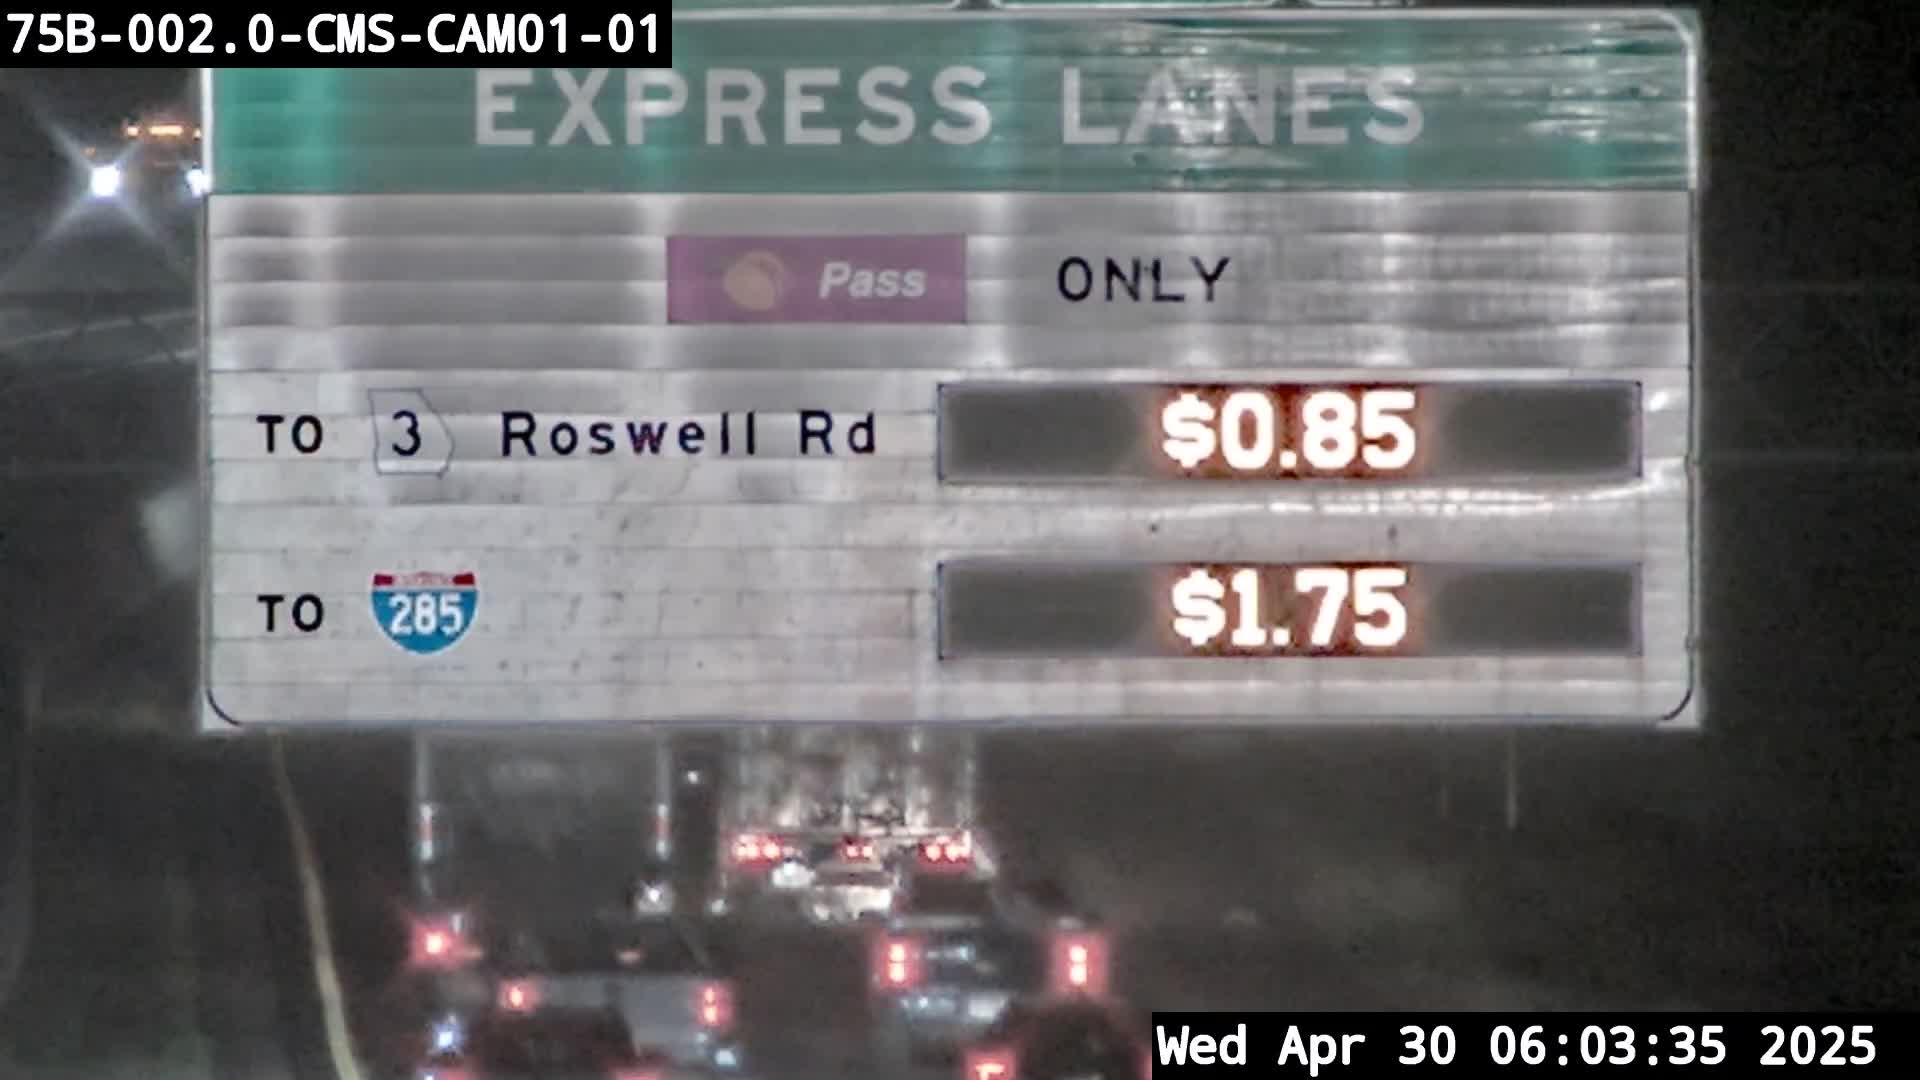 75B-002.0-CMS-CAM01-01
EXPRESS LANES
Pass ONLY
TO 3 Roswell Rd $0.85
TO 285 $1.75
Wed Apr 30 06:03:35 2025